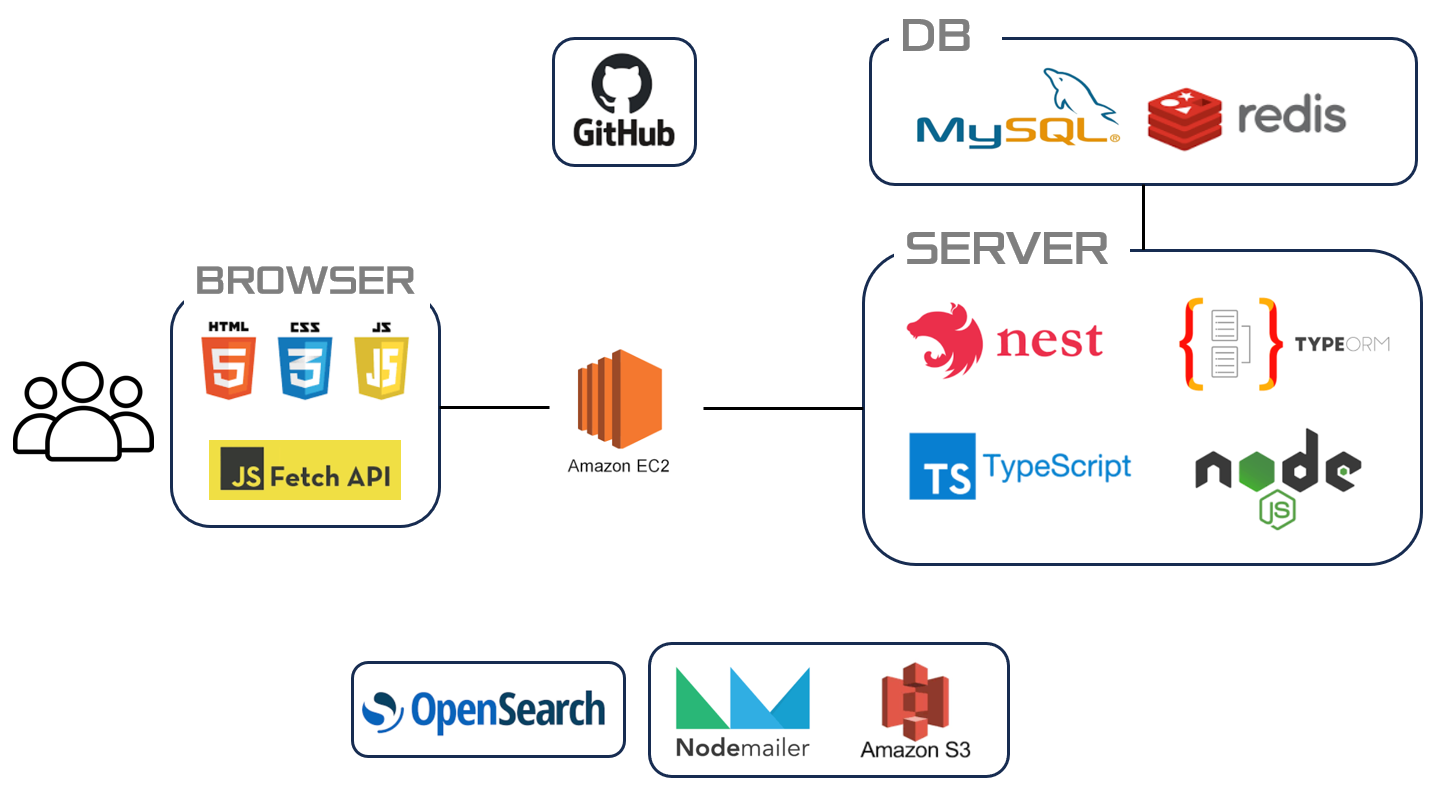 GitHub
DB
MySQL®
redis
BROWSER
HTML
CSS
JS
5
3
JS
JS Fetch API
Amazon EC2
SERVER
nest
TYPEORM
TS TypeScript
node
JS
OpenSearch
Nodemailer
Amazon S3